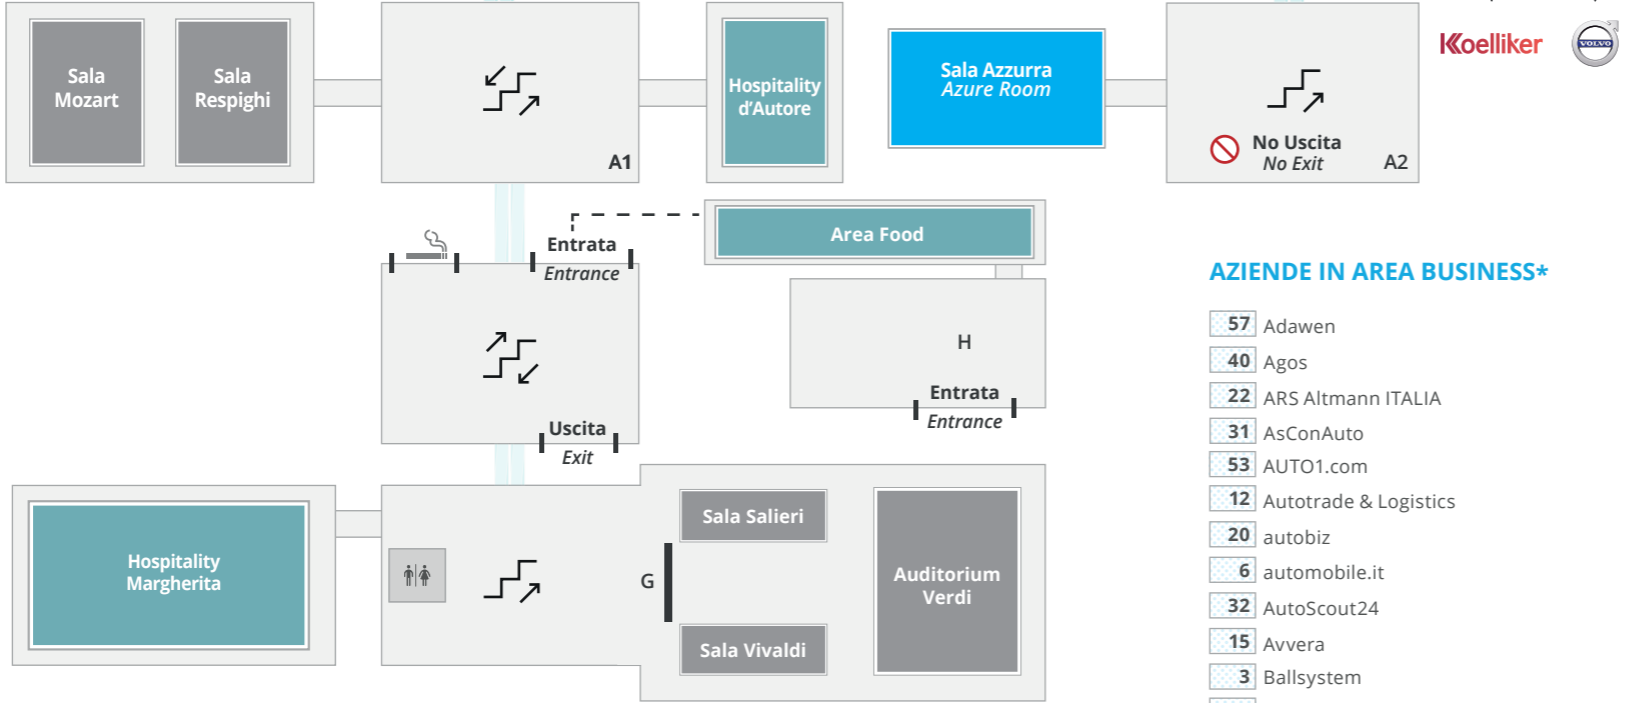 Sala
Mozart
Sala
Respighi
A1
Hospitality
d'Autore
Sala Azzurra
Azure Room
No Uscita
No Exit
A2
Koelliker
VOLVO
Entrata
Entrance
Area Food
H
Entrata
Entrance
Uscita
Exit
Hospitality
Margherita
G
Sala Salieri
Sala Vivaldi
Auditorium
Verdi
AZIENDE IN AREA BUSINESS*
57 Adawen
40 Agos
22 ARS Altmann ITALIA
31 AsConAuto
53 AUTO1.com
12 Autotrade & Logistics
20 autobiz
6 automobile.it
32 AutoScout24
15 Avvera
3 Ballsystem